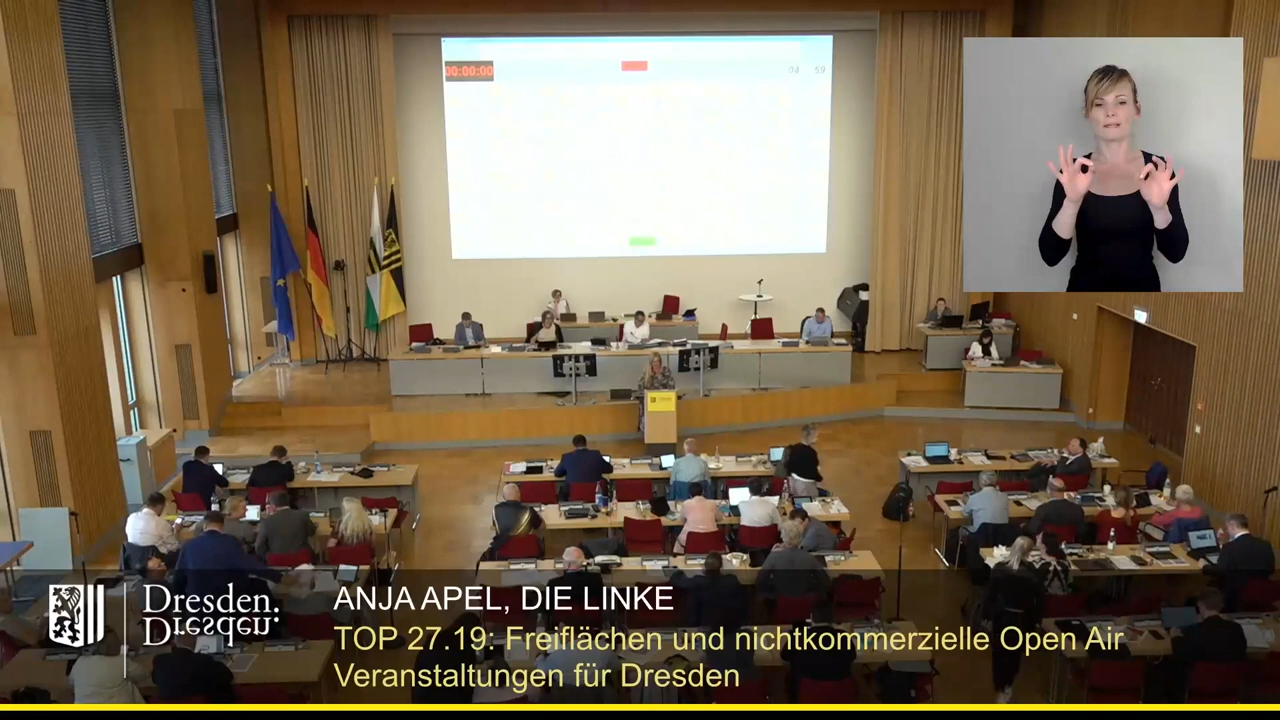 00:00:00
Dresden.
Dresden.
ANJA APEL, DIE LINKE
TOP 27.19: Freiflächen und nichtkommerzielle Open Air
Veranstaltungen für Dresden